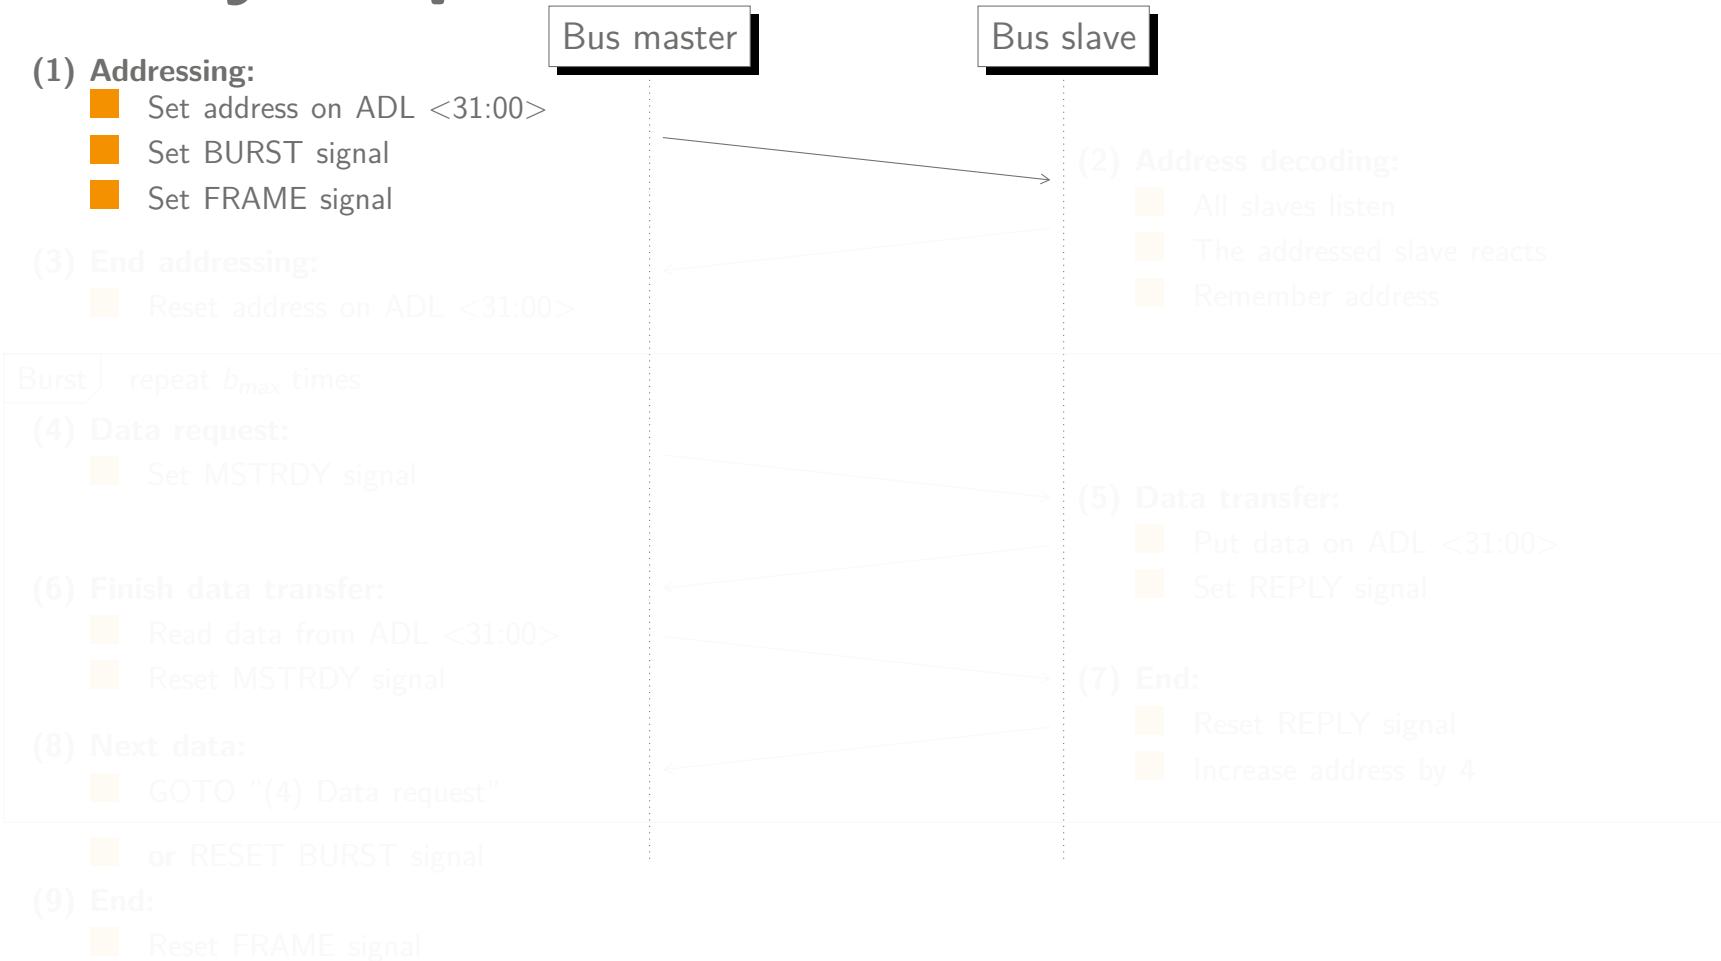 Bus master
Bus slave
(1) Addressing:
Set address on ADL <31:00>
Set BURST signal
Set FRAME signal
(2) Address decoding:
All slaves listen
The addressed slave reacts
Remember address
(3) End addressing:
Reset address on ADL <31:00>
Burst repeat bmax times
(4) Data request:
Set MSTRDY signal
(5) Data transfer:
Put data on ADL <31:00>
Set REPLY signal
(6) Finish data transfer:
Read data from ADL <31:00>
Reset MSTRDY signal
(7) End:
Reset REPLY signal
Increase address by 4
(8) Next data:
GOTO "(4) Data request"
or RESET BURST signal
(9) End:
Reset FRAME signal